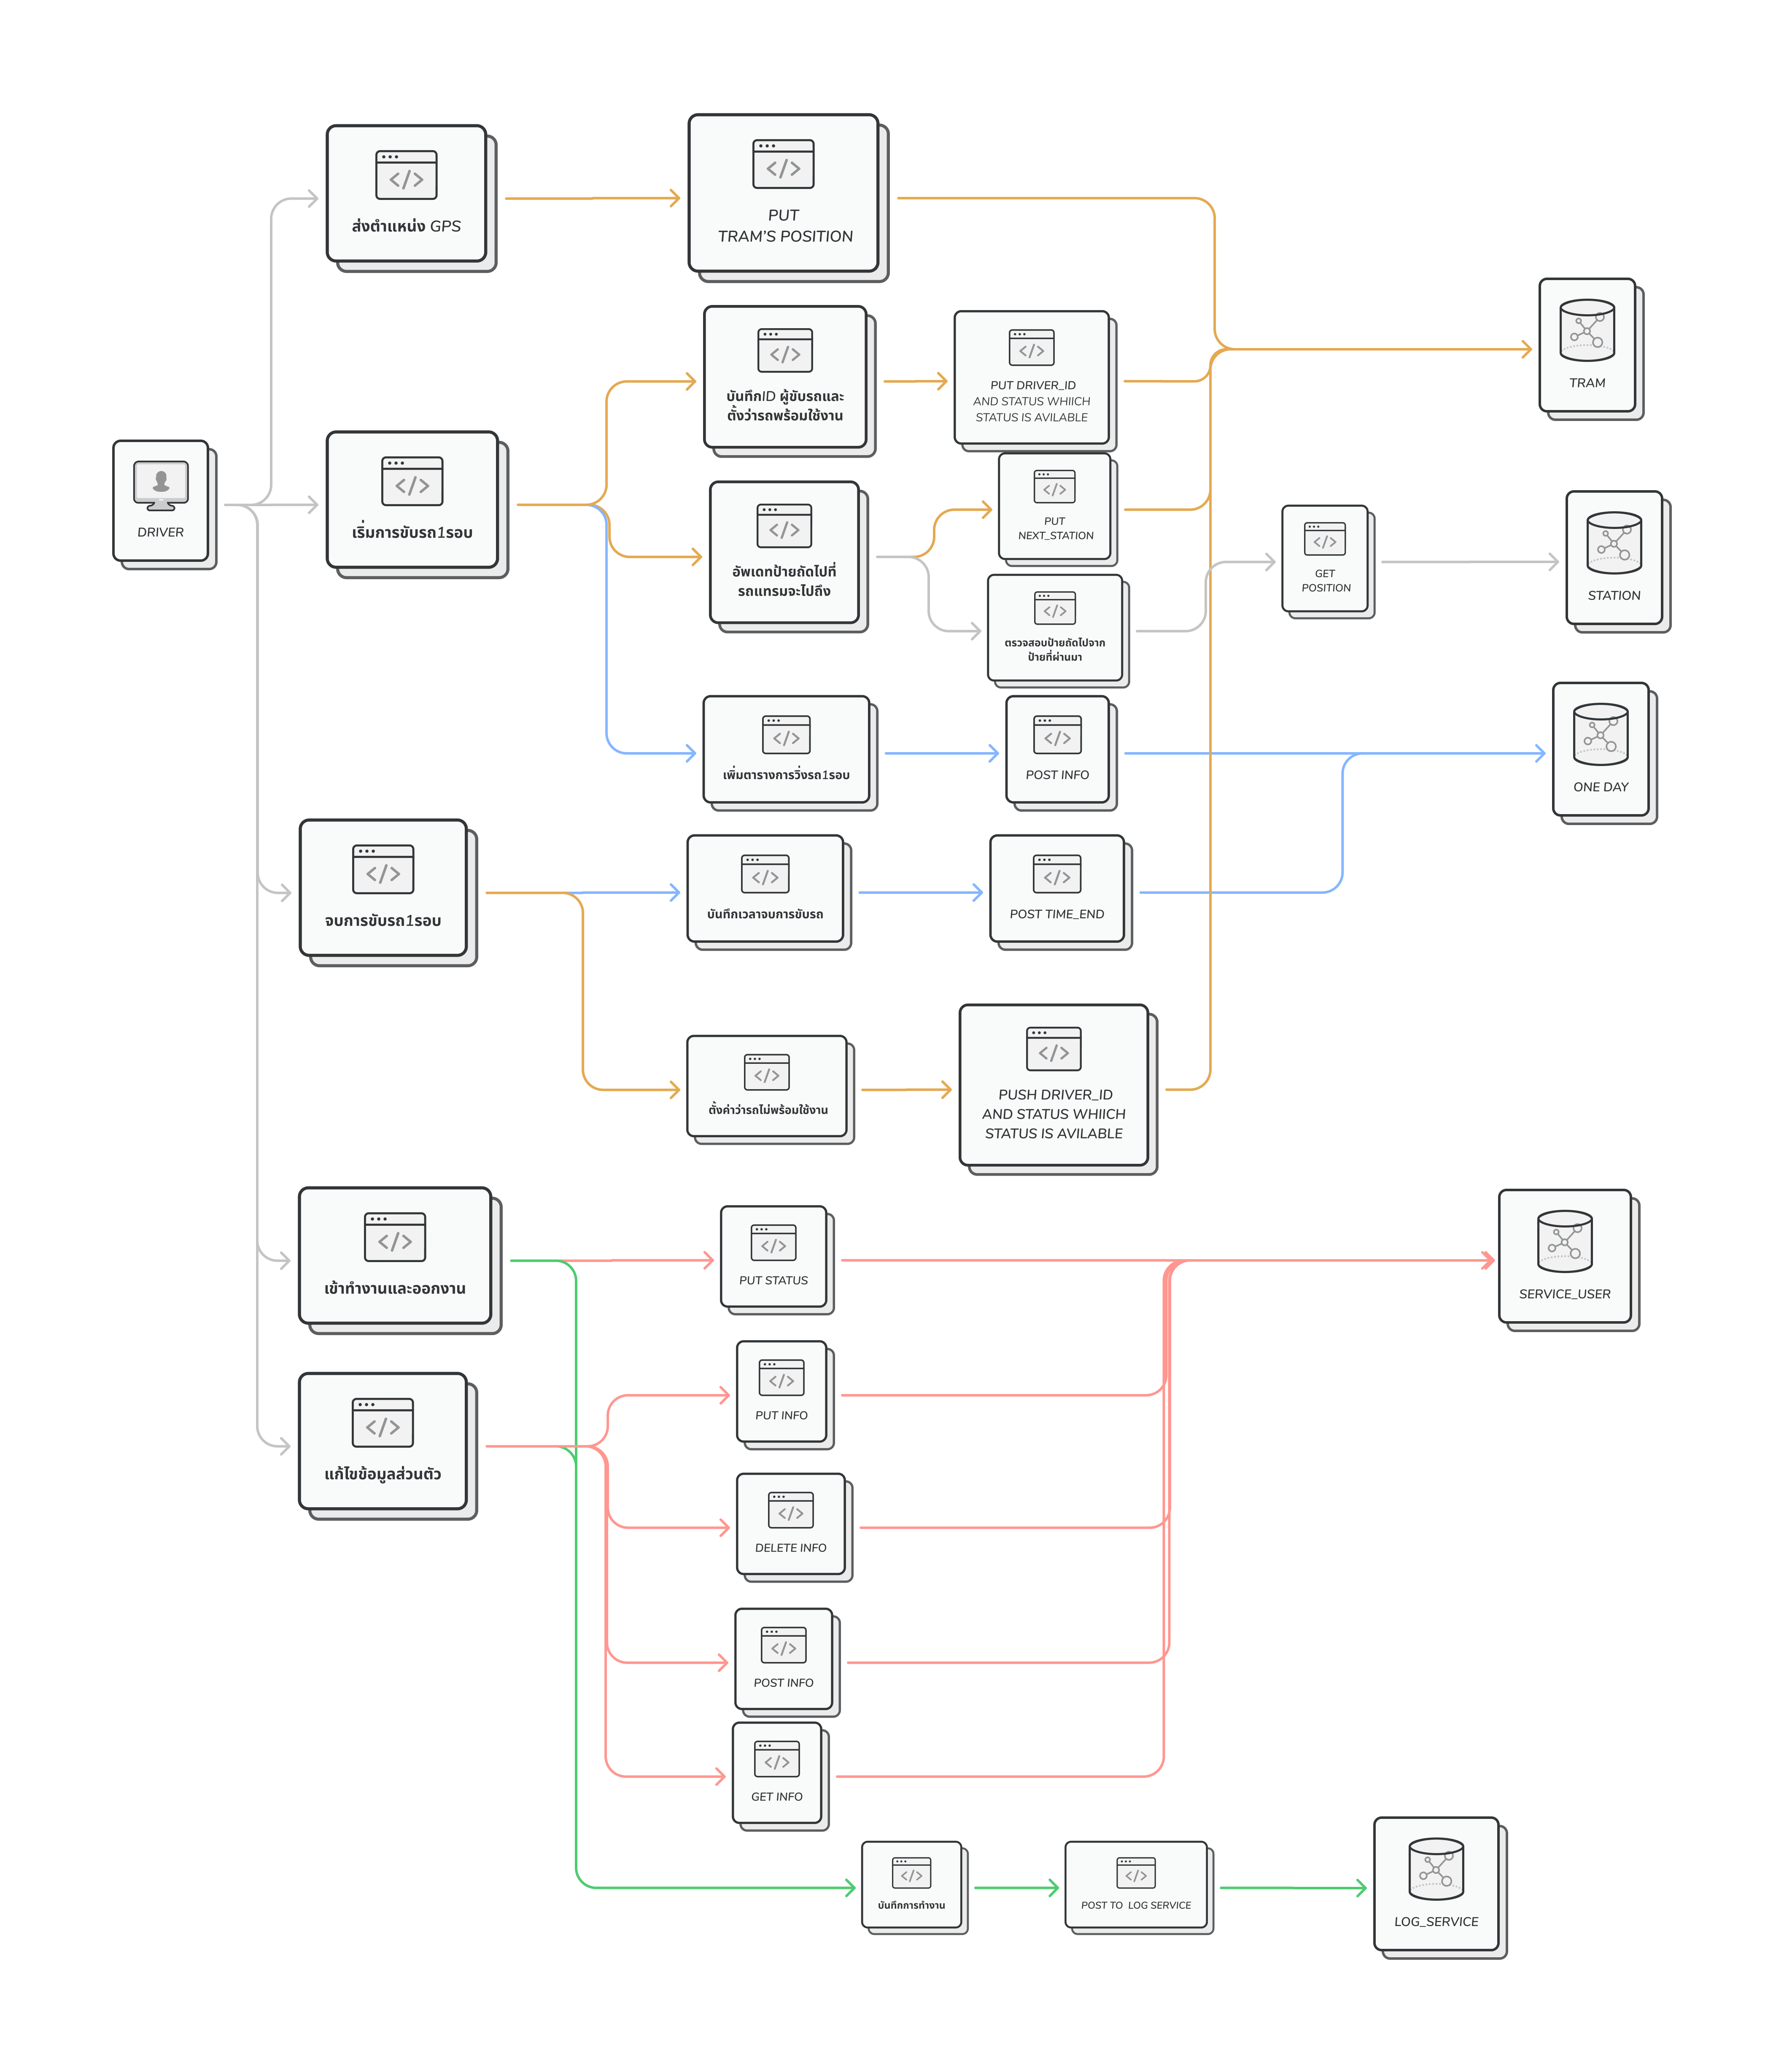 DRIVER
ส่งตำแหน่ง GPS
PUT
TRAM'S POSITION
TRAM
เริ่มการขับรถ1รอบ
บันทึกID ผู้ขับรถและ
ตั้งว่ารถพร้อมใช้งาน
PUT DRIVER_ID
AND STATUS WHIICH
STATUS IS AVILABLE
อัพเดทป้ายถัดไปที่
รถแทรมจะไปถึง
PUT
NEXT_STATION
ตรวจสอบป้ายถัดไปจาก
ป้ายที่ผ่านมา
GET
POSITION
STATION
เพิ่มตารางการวิ่งรถ1รอบ
POST INFO
ONE DAY
จบการขับรถ1รอบ
บันทึกเวลาจบการขับรถ
POST TIME_END
ตั้งค่าว่ารถไม่พร้อมใช้งาน
PUSH DRIVER_ID
AND STATUS WHIICH
STATUS IS AVILABLE
เข้าทำงานและออกงาน
PUT STATUS
SERVICE_USER
แก้ไขข้อมูลส่วนตัว
PUT INFO
DELETE INFO
POST INFO
GET INFO
บันทึกการทำงาน
POST TO LOG SERVICE
LOG_SERVICE